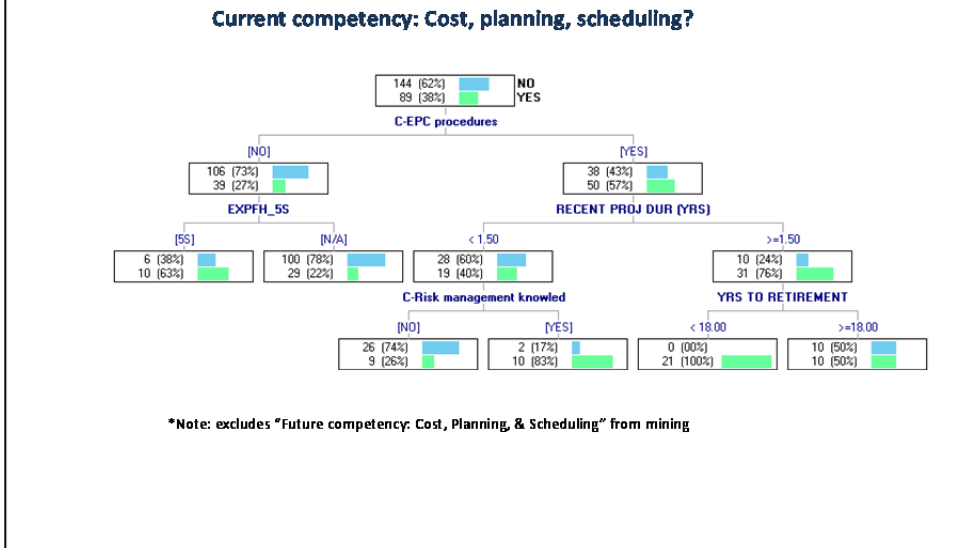 Current competency: Cost, planning, scheduling?
144 (62%) NO
89 (38%) YES
C-EPC procedures
[NO] [YES]
106 (73%) 38 (43%)
39 (27%) 50 (57%)
EXPFH_5S RECENT PROJ DUR (YRS)
[5S] [N/A] < 1.50 >=1.50
6 (38%) 100 (78%) 28 (60%) 10 (24%)
10 (63%) 29 (22%) 19 (40%) 31 (76%)
C-Risk management knowled YRS TO RETIREMENT
[NO] [YES] < 18.00 >=18.00
26 (74%) 2 (17%) 0 (00%) 10 (50%)
9 (26%) 10 (83%) 21 (100%) 10 (50%)
*Note: excludes “Future competency: Cost, Planning, & Scheduling” from mining